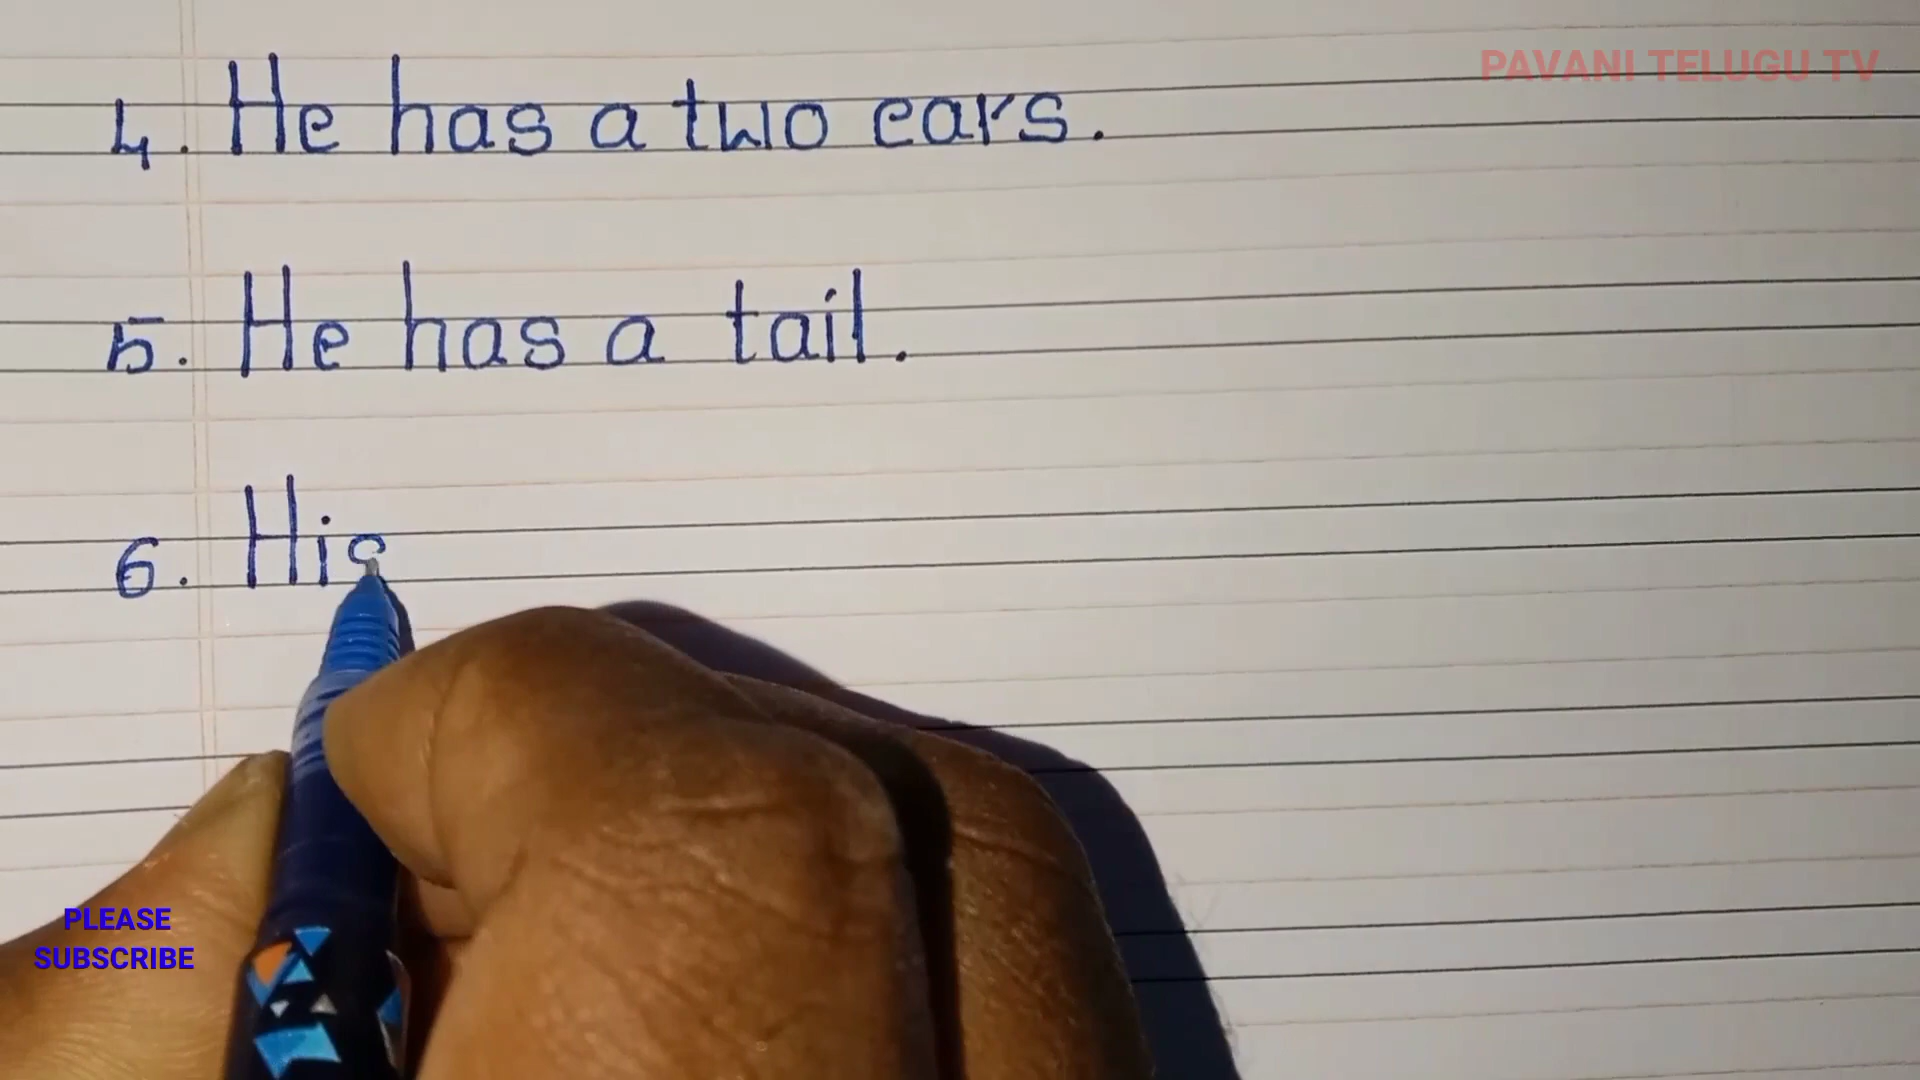 PAVANI TELUGU TV
4. He has a two ears.
5. He has a tail.
6. His
PLEASE
SUBSCRIBE